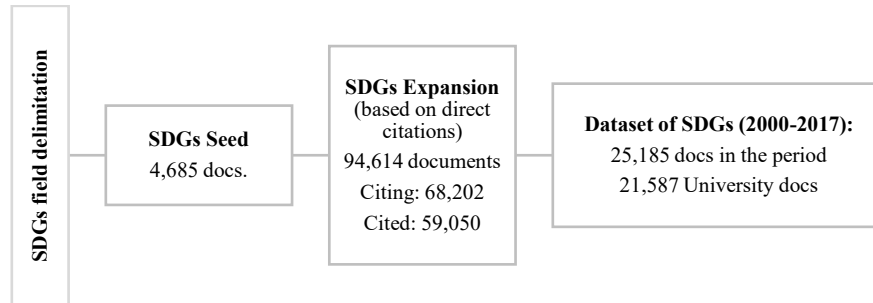 SDGs field delimitation
SDGs Seed
4,685 docs.
SDGs Expansion
(based on direct
citations)
94,614 documents
Citing: 68,202
Cited: 59,050
Dataset of SDGs (2000-2017):
25,185 docs in the period
21,587 University docs